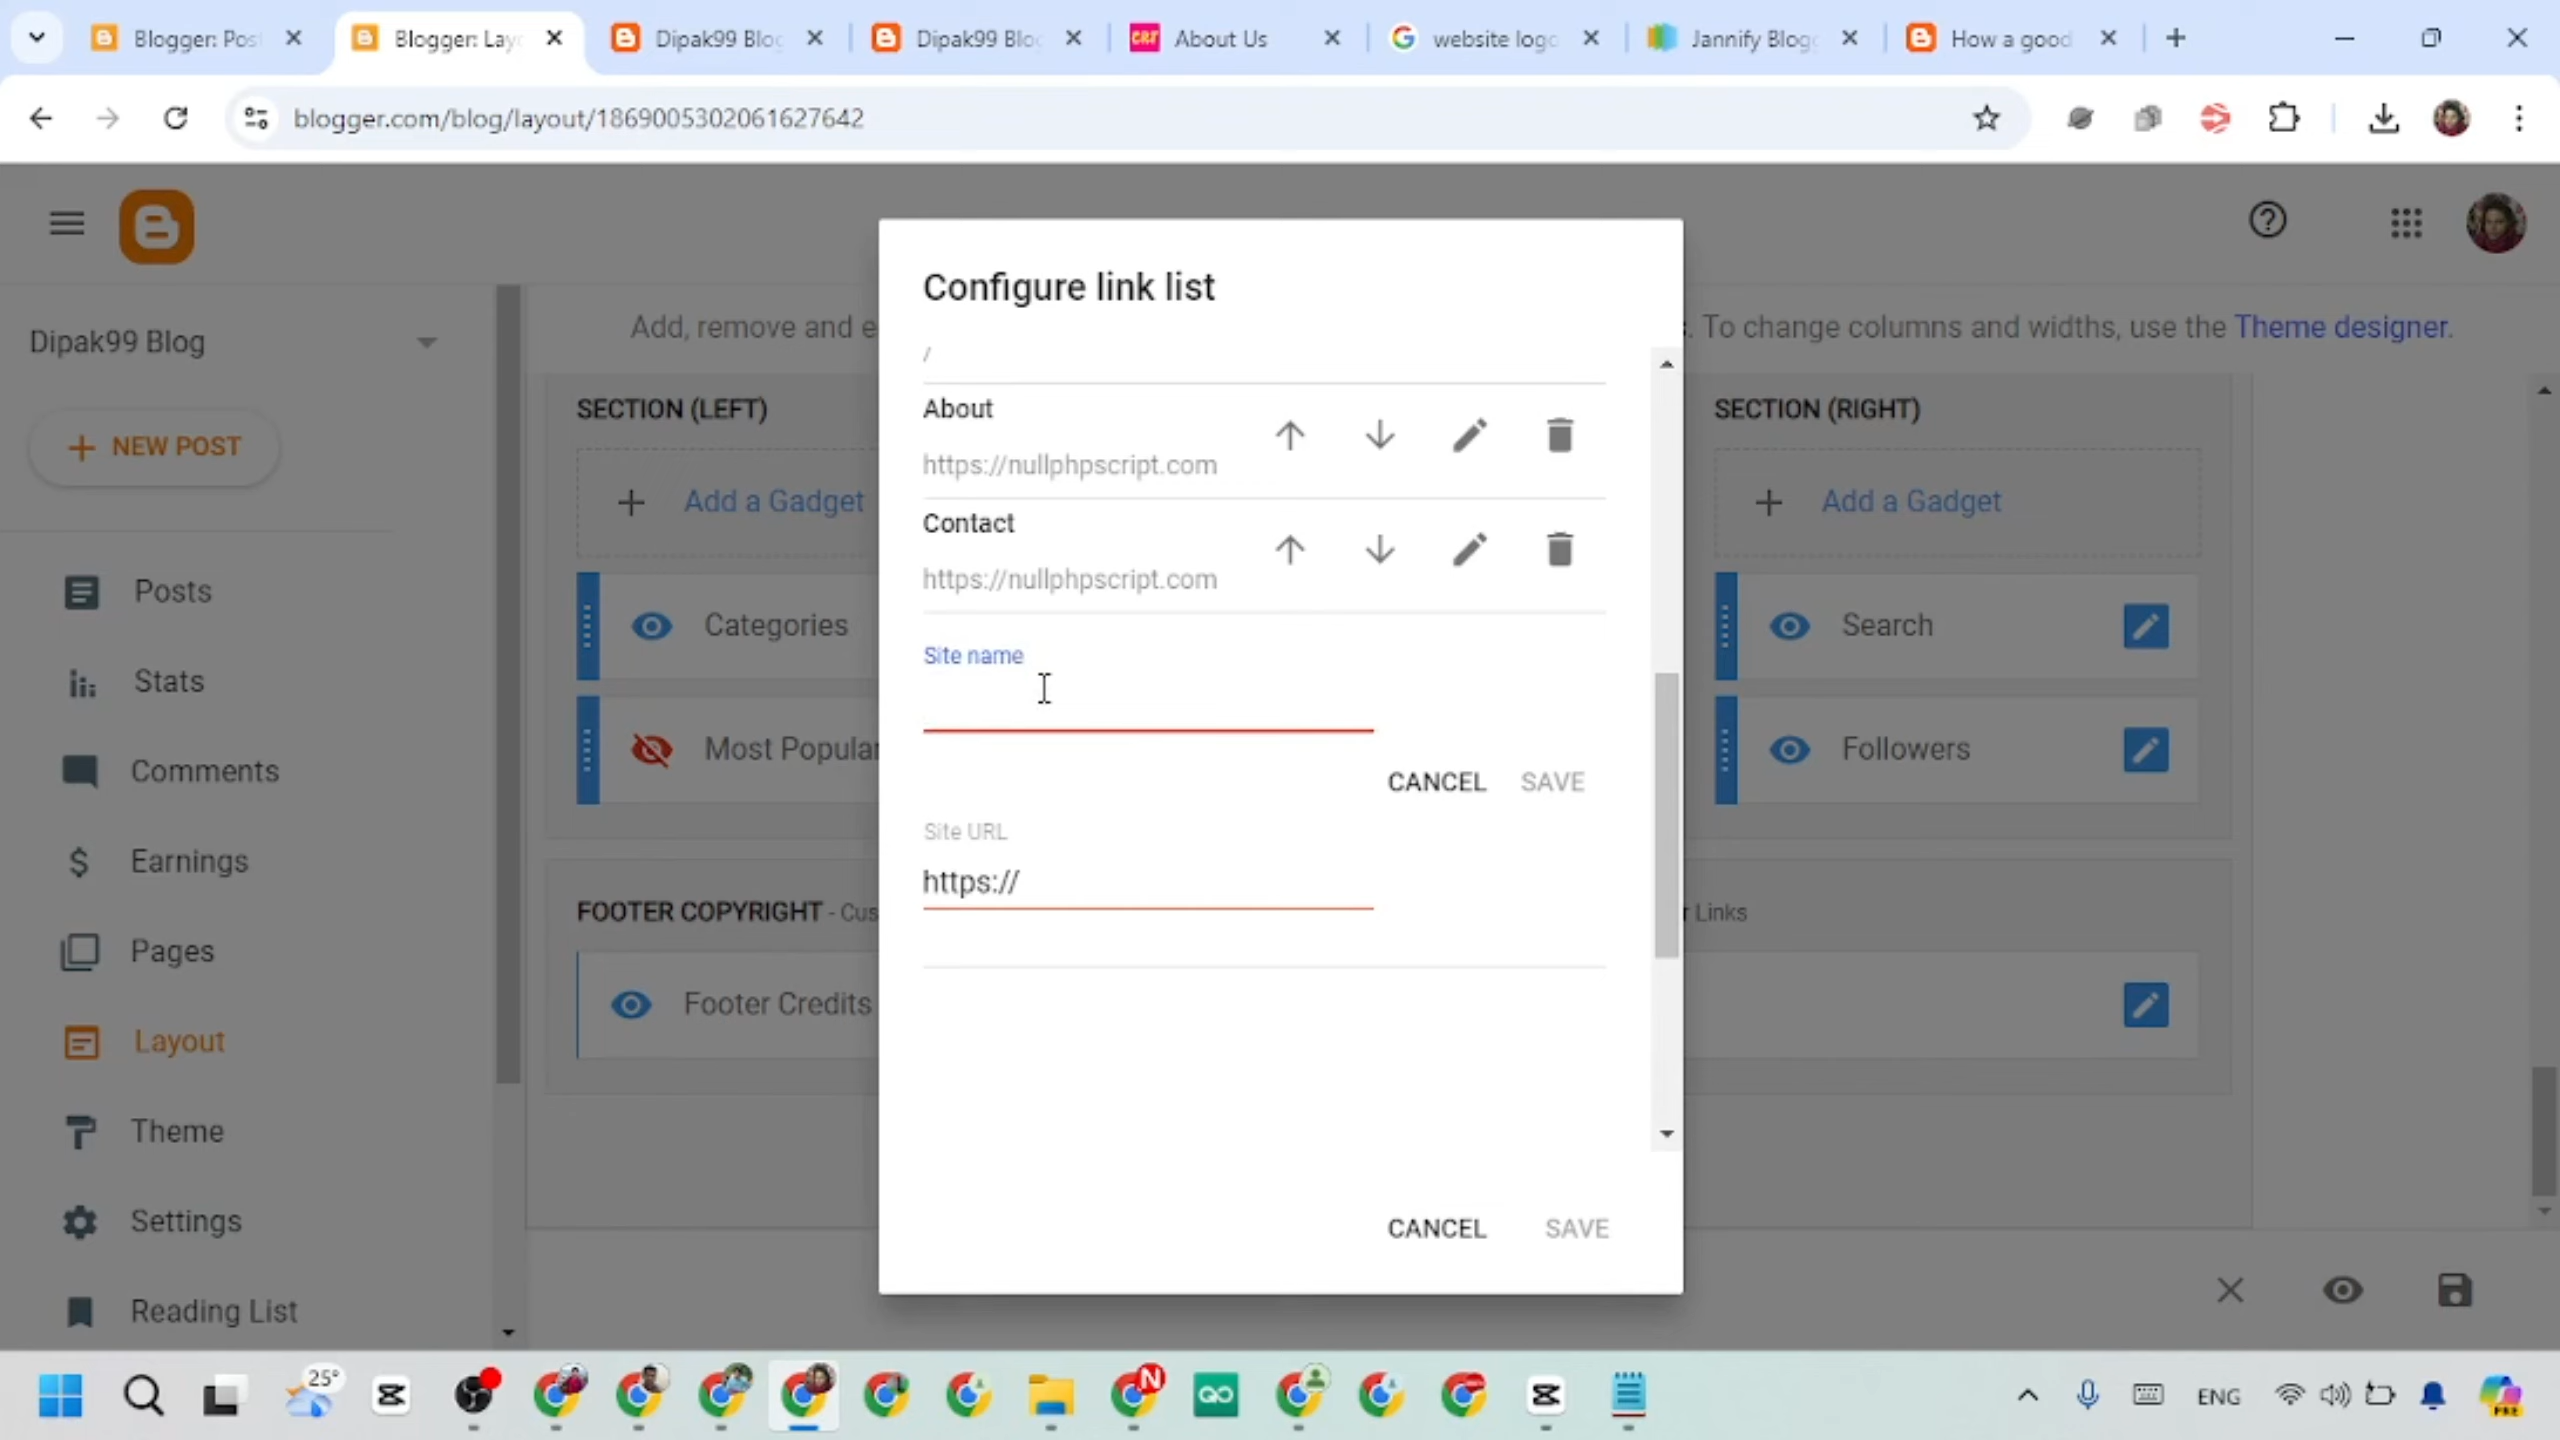 Blogger: Pos
Blogger: Lay
Dipak99 Blog
Dipak99 Blo
About Us
website logo
Jannify Blog
How a good
blogger.com/blog/layout/1869005302061627642
Dipak99 Blog
NEW POST
Posts
Stats
Comments
Earnings
Pages
Layout
Theme
Settings
Reading List
Add, remove and e
. To change columns and widths, use the Theme designer.
SECTION (LEFT)
Add a Gadget
Categories
Most Popular
SECTION (RIGHT)
Add a Gadget
Search
Followers
FOOTER COPYRIGHT - Cus
r Links
Footer Credits
Configure link list
/
About
https://nullphpscript.com
Contact
https://nullphpscript.com
Site name
CANCEL SAVE
Site URL
https://
CANCEL SAVE
25°
ENG
PRE